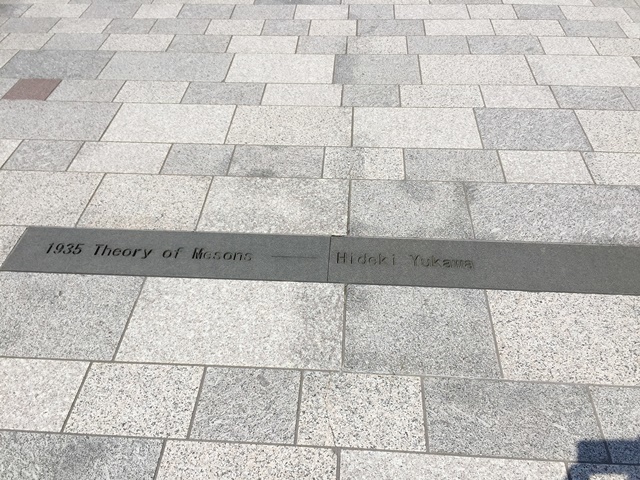 1935 Theory of Mesons —— Hideki Yukawa